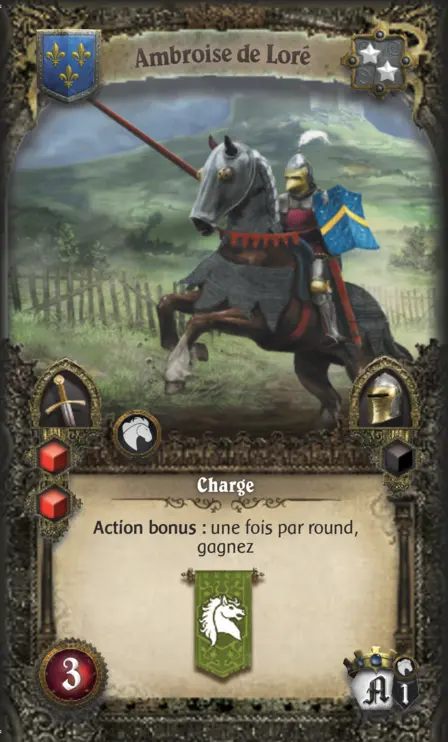 Ambroise de Loré
Charge
Action bonus : une fois par round,
gagnez
3
A 1